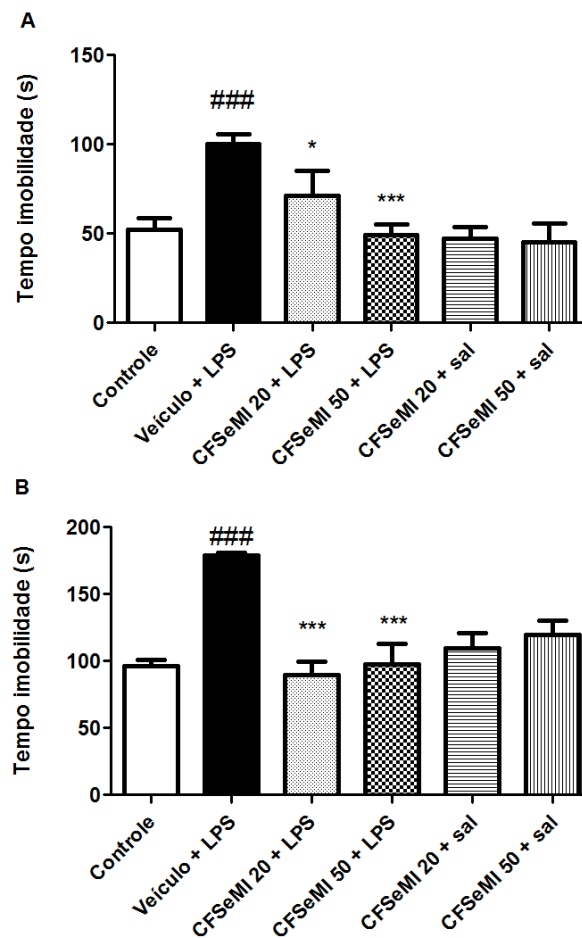 A
Tempo imobilidade (s)
150
100
50
0
###
*
***
Controle
Veículo + LPS
CFSeMI 20 + LPS
CFSeMI 50 + LPS
CFSeMI 20 + sal
CFSeMI 50 + sal
B
Tempo imobilidade (s)
200
150
100
50
0
###
***
***
Controle
Veículo + LPS
CFSeMI 20 + LPS
CFSeMI 50 + LPS
CFSeMI 20 + sal
CFSeMI 50 + sal